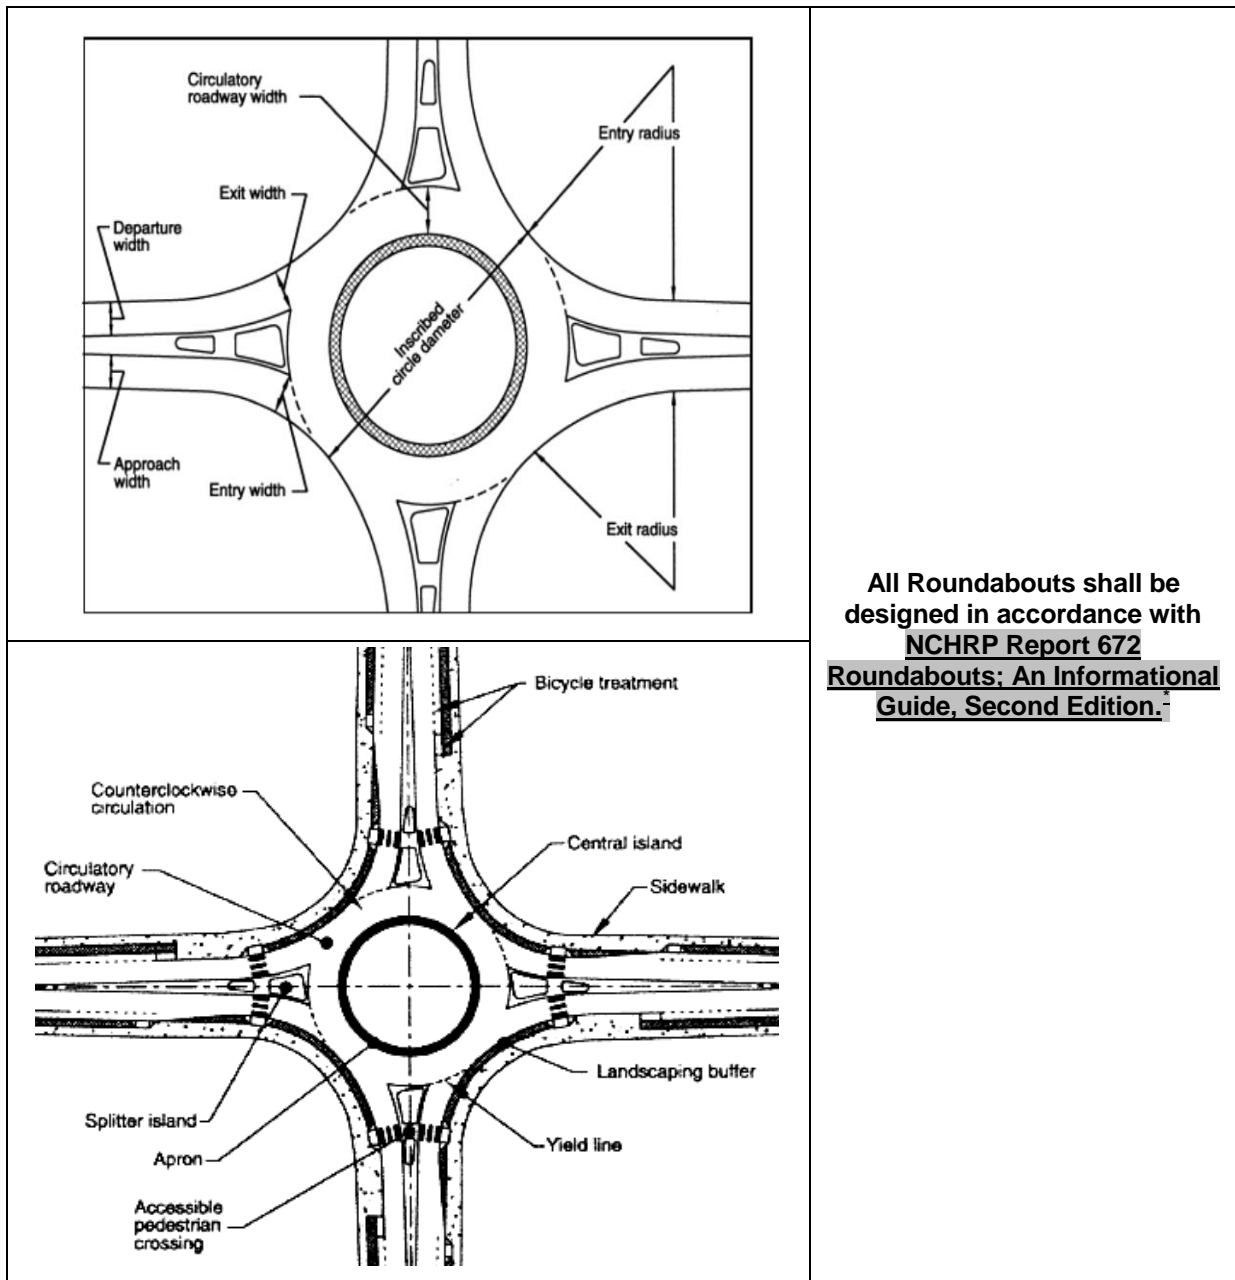 Circulatory
roadway width
Entry radius
Exit width
Departure
width
Inscribed
circle dameter
Approach
width
Entry width
Exit radius
All Roundabouts shall be
designed in accordance with
NCHRP Report 672
Roundabouts; An Informational
Guide, Second Edition.*
Bicycle treatment
Counterclockwise
circulation
Central island
Circulatory
roadway
Sidewalk
Landscaping buffer
Splitter island
Yield line
Apron
Accessible
pedestrian
crossing